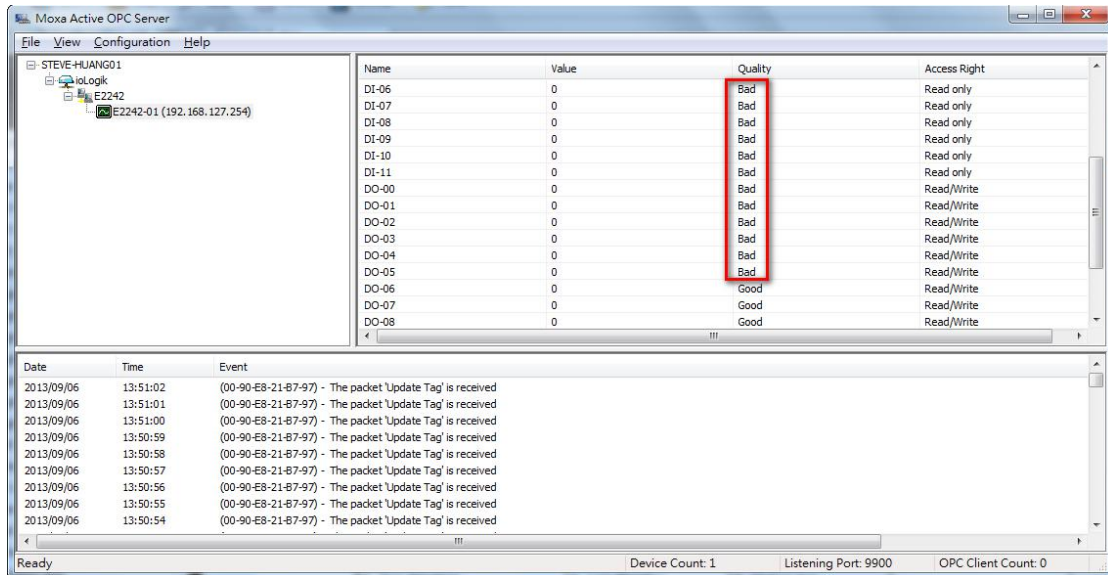 Moxa Active OPC Server
File View Configuration Help
STEVE-HUANG01
ioLogik
E2242
E2242-01 (192.168.127.254)
Name Value Quality Access Right
DI-06 0 Bad Read only
DI-07 0 Bad Read only
DI-08 0 Bad Read only
DI-09 0 Bad Read only
DI-10 0 Bad Read only
DI-11 0 Bad Read only
DO-00 0 Bad Read/Write
DO-01 0 Bad Read/Write
DO-02 0 Bad Read/Write
DO-03 0 Bad Read/Write
DO-04 0 Bad Read/Write
DO-05 0 Bad Read/Write
DO-06 0 Good Read/Write
DO-07 0 Good Read/Write
DO-08 0 Good Read/Write
Date Time Event
2013/09/06 13:51:02 (00-90-E8-21-B7-97) - The packet 'Update Tag' is received
2013/09/06 13:51:01 (00-90-E8-21-B7-97) - The packet 'Update Tag' is received
2013/09/06 13:51:00 (00-90-E8-21-B7-97) - The packet 'Update Tag' is received
2013/09/06 13:50:59 (00-90-E8-21-B7-97) - The packet 'Update Tag' is received
2013/09/06 13:50:58 (00-90-E8-21-B7-97) - The packet 'Update Tag' is received
2013/09/06 13:50:57 (00-90-E8-21-B7-97) - The packet 'Update Tag' is received
2013/09/06 13:50:56 (00-90-E8-21-B7-97) - The packet 'Update Tag' is received
2013/09/06 13:50:55 (00-90-E8-21-B7-97) - The packet 'Update Tag' is received
2013/09/06 13:50:54 (00-90-E8-21-B7-97) - The packet 'Update Tag' is received
Ready Device Count: 1 Listening Port: 9900 OPC Client Count: 0